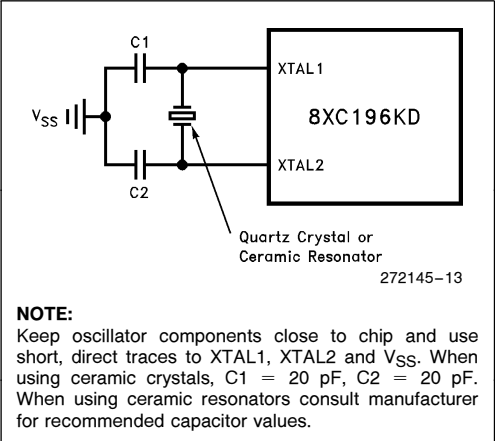 C1
XTAL1
8XC196KD
VSS
XTAL2
C2
Quartz Crystal or
Ceramic Resonator
272145-13
NOTE:
Keep oscillator components close to chip and use
short, direct traces to XTAL1, XTAL2 and VSS. When
using ceramic crystals, C1 = 20 pF, C2 = 20 pF.
When using ceramic resonators consult manufacturer
for recommended capacitor values.